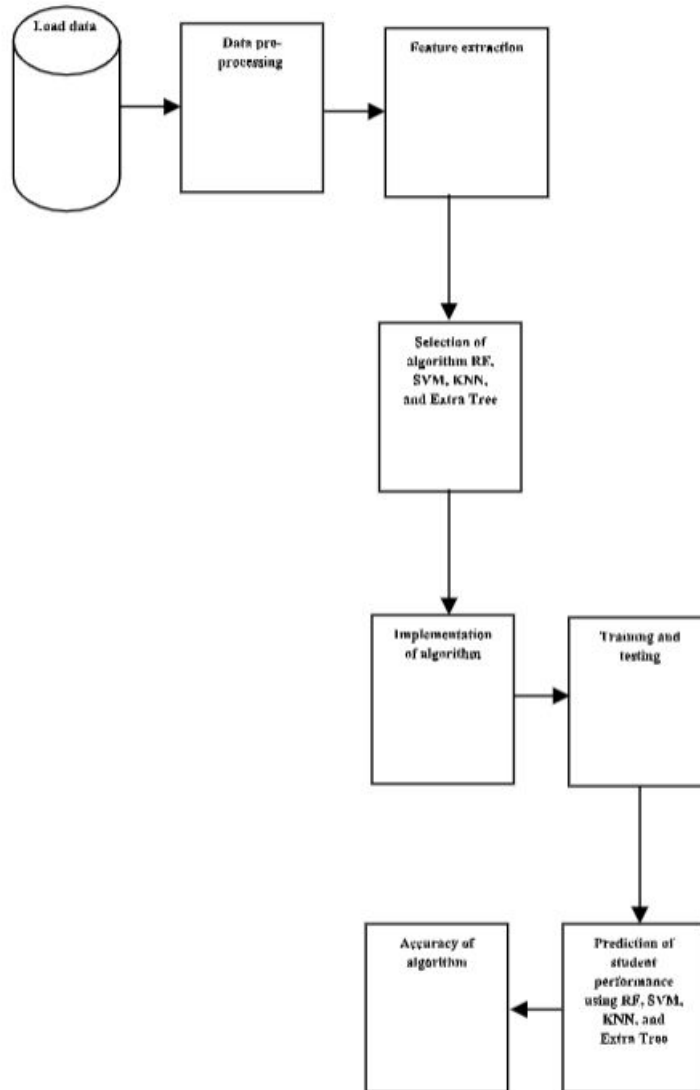 Load data
Data pre-
processing
Feature extraction
Selection of
algorithm RF,
SVM, KNN,
and Extra Tree
Implementation
of algorithm
Training and
testing
Prediction of
student
performance
using RF, SVM,
KNN, and
Extra Tree
Accuracy of
algorithm